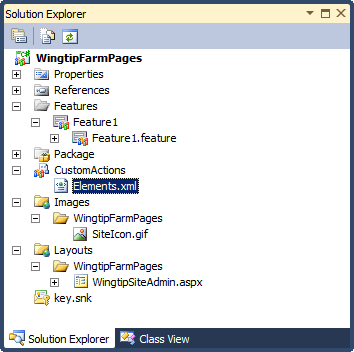 Solution Explorer
WingtipFarmPages
Properties
References
Features
Feature1
Feature1.feature
Package
CustomActions
Elements.xml
Images
WingtipFarmPages
SiteIcon.gif
Layouts
WingtipFarmPages
WingtipSiteAdmin.aspx
key.snk
Solution Explorer Class View